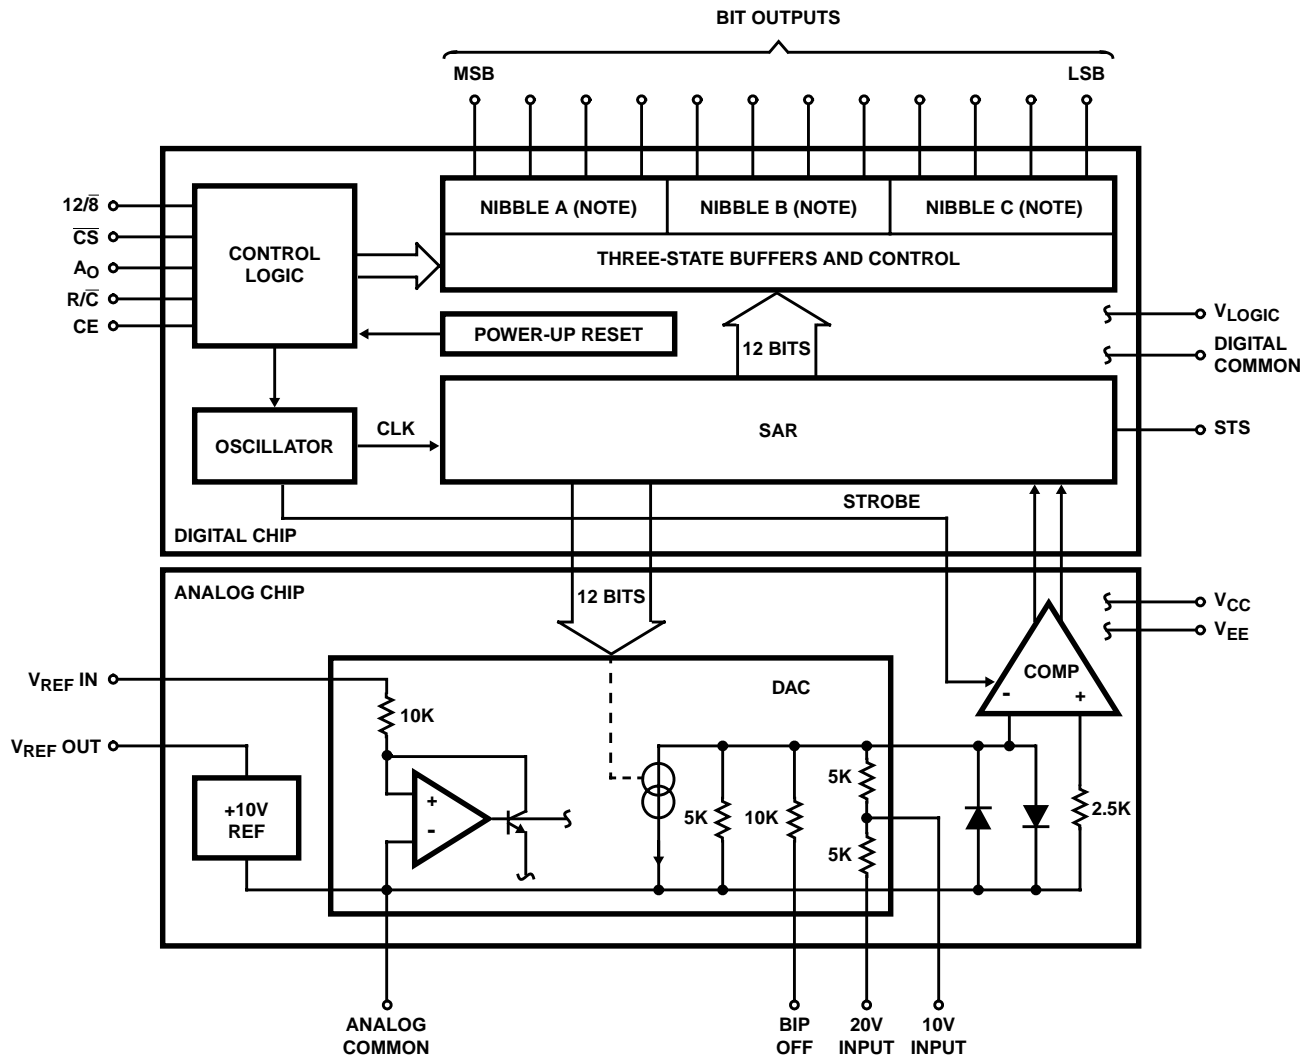 BIT OUTPUTS
MSB
LSB
12/8̅
C̅S̅
AO
R/C̅
CE
CONTROL
LOGIC
NIBBLE A (NOTE)
NIBBLE B (NOTE)
NIBBLE C (NOTE)
THREE-STATE BUFFERS AND CONTROL
POWER-UP RESET
12 BITS
VLOGIC
DIGITAL
COMMON
OSCILLATOR
CLK
SAR
STS
STROBE
DIGITAL CHIP
ANALOG CHIP
12 BITS
VCC
VEE
COMP
-
+
VREF IN
DAC
10K
VREF OUT
+10V
REF
+
-
5K
10K
5K
5K
2.5K
ANALOG
COMMON
BIP
OFF
20V
INPUT
10V
INPUT